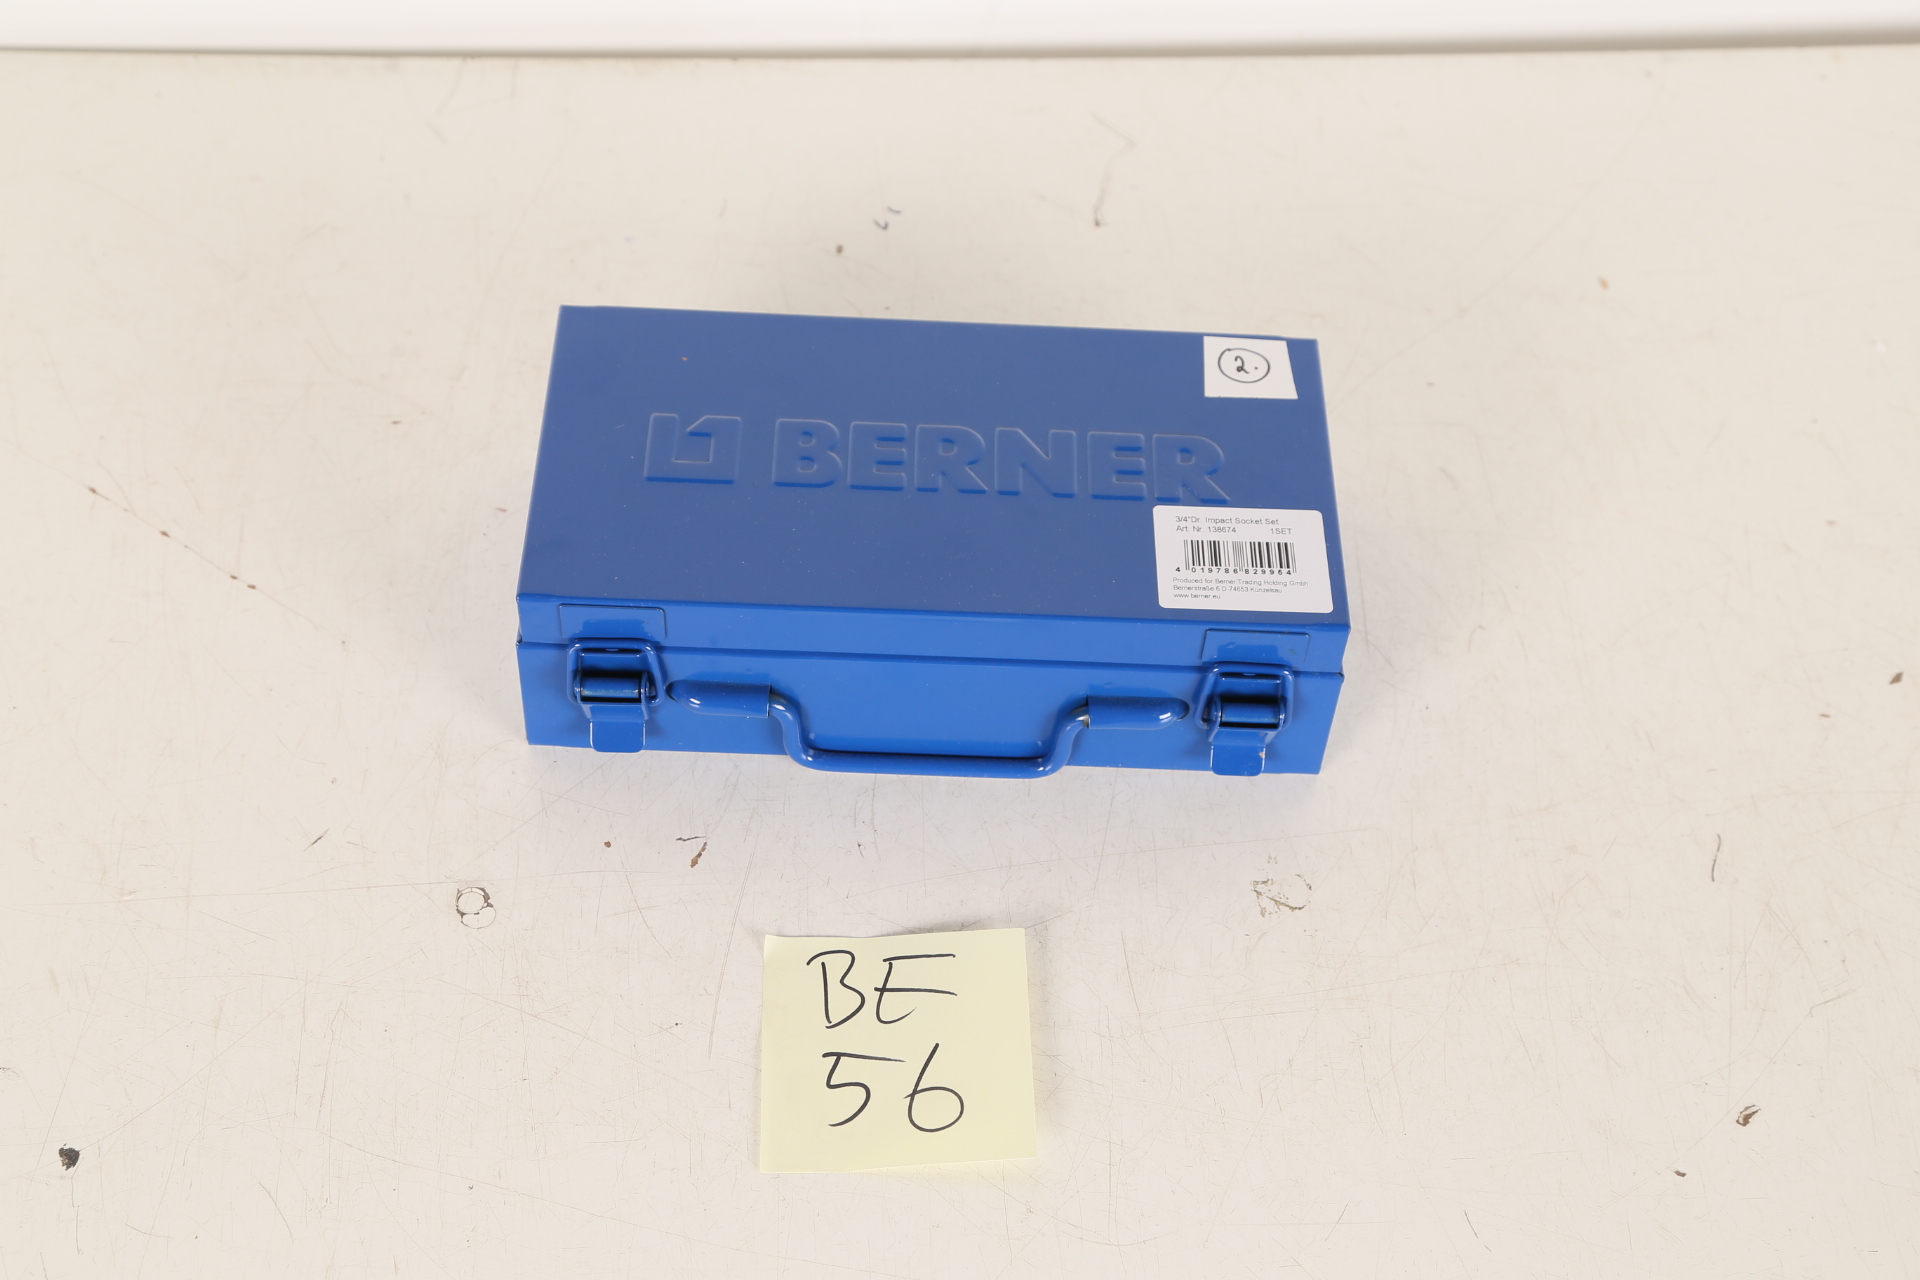 2.
BERNER
3/4"Dr. Impact Socket Set
Art. Nr. 138674 1SET
4 019786 829954
Produced for Berner Trading Holding GmbH
Bernerstraße 6 D-74653 Künzelsau
www.berner.eu
BE
56